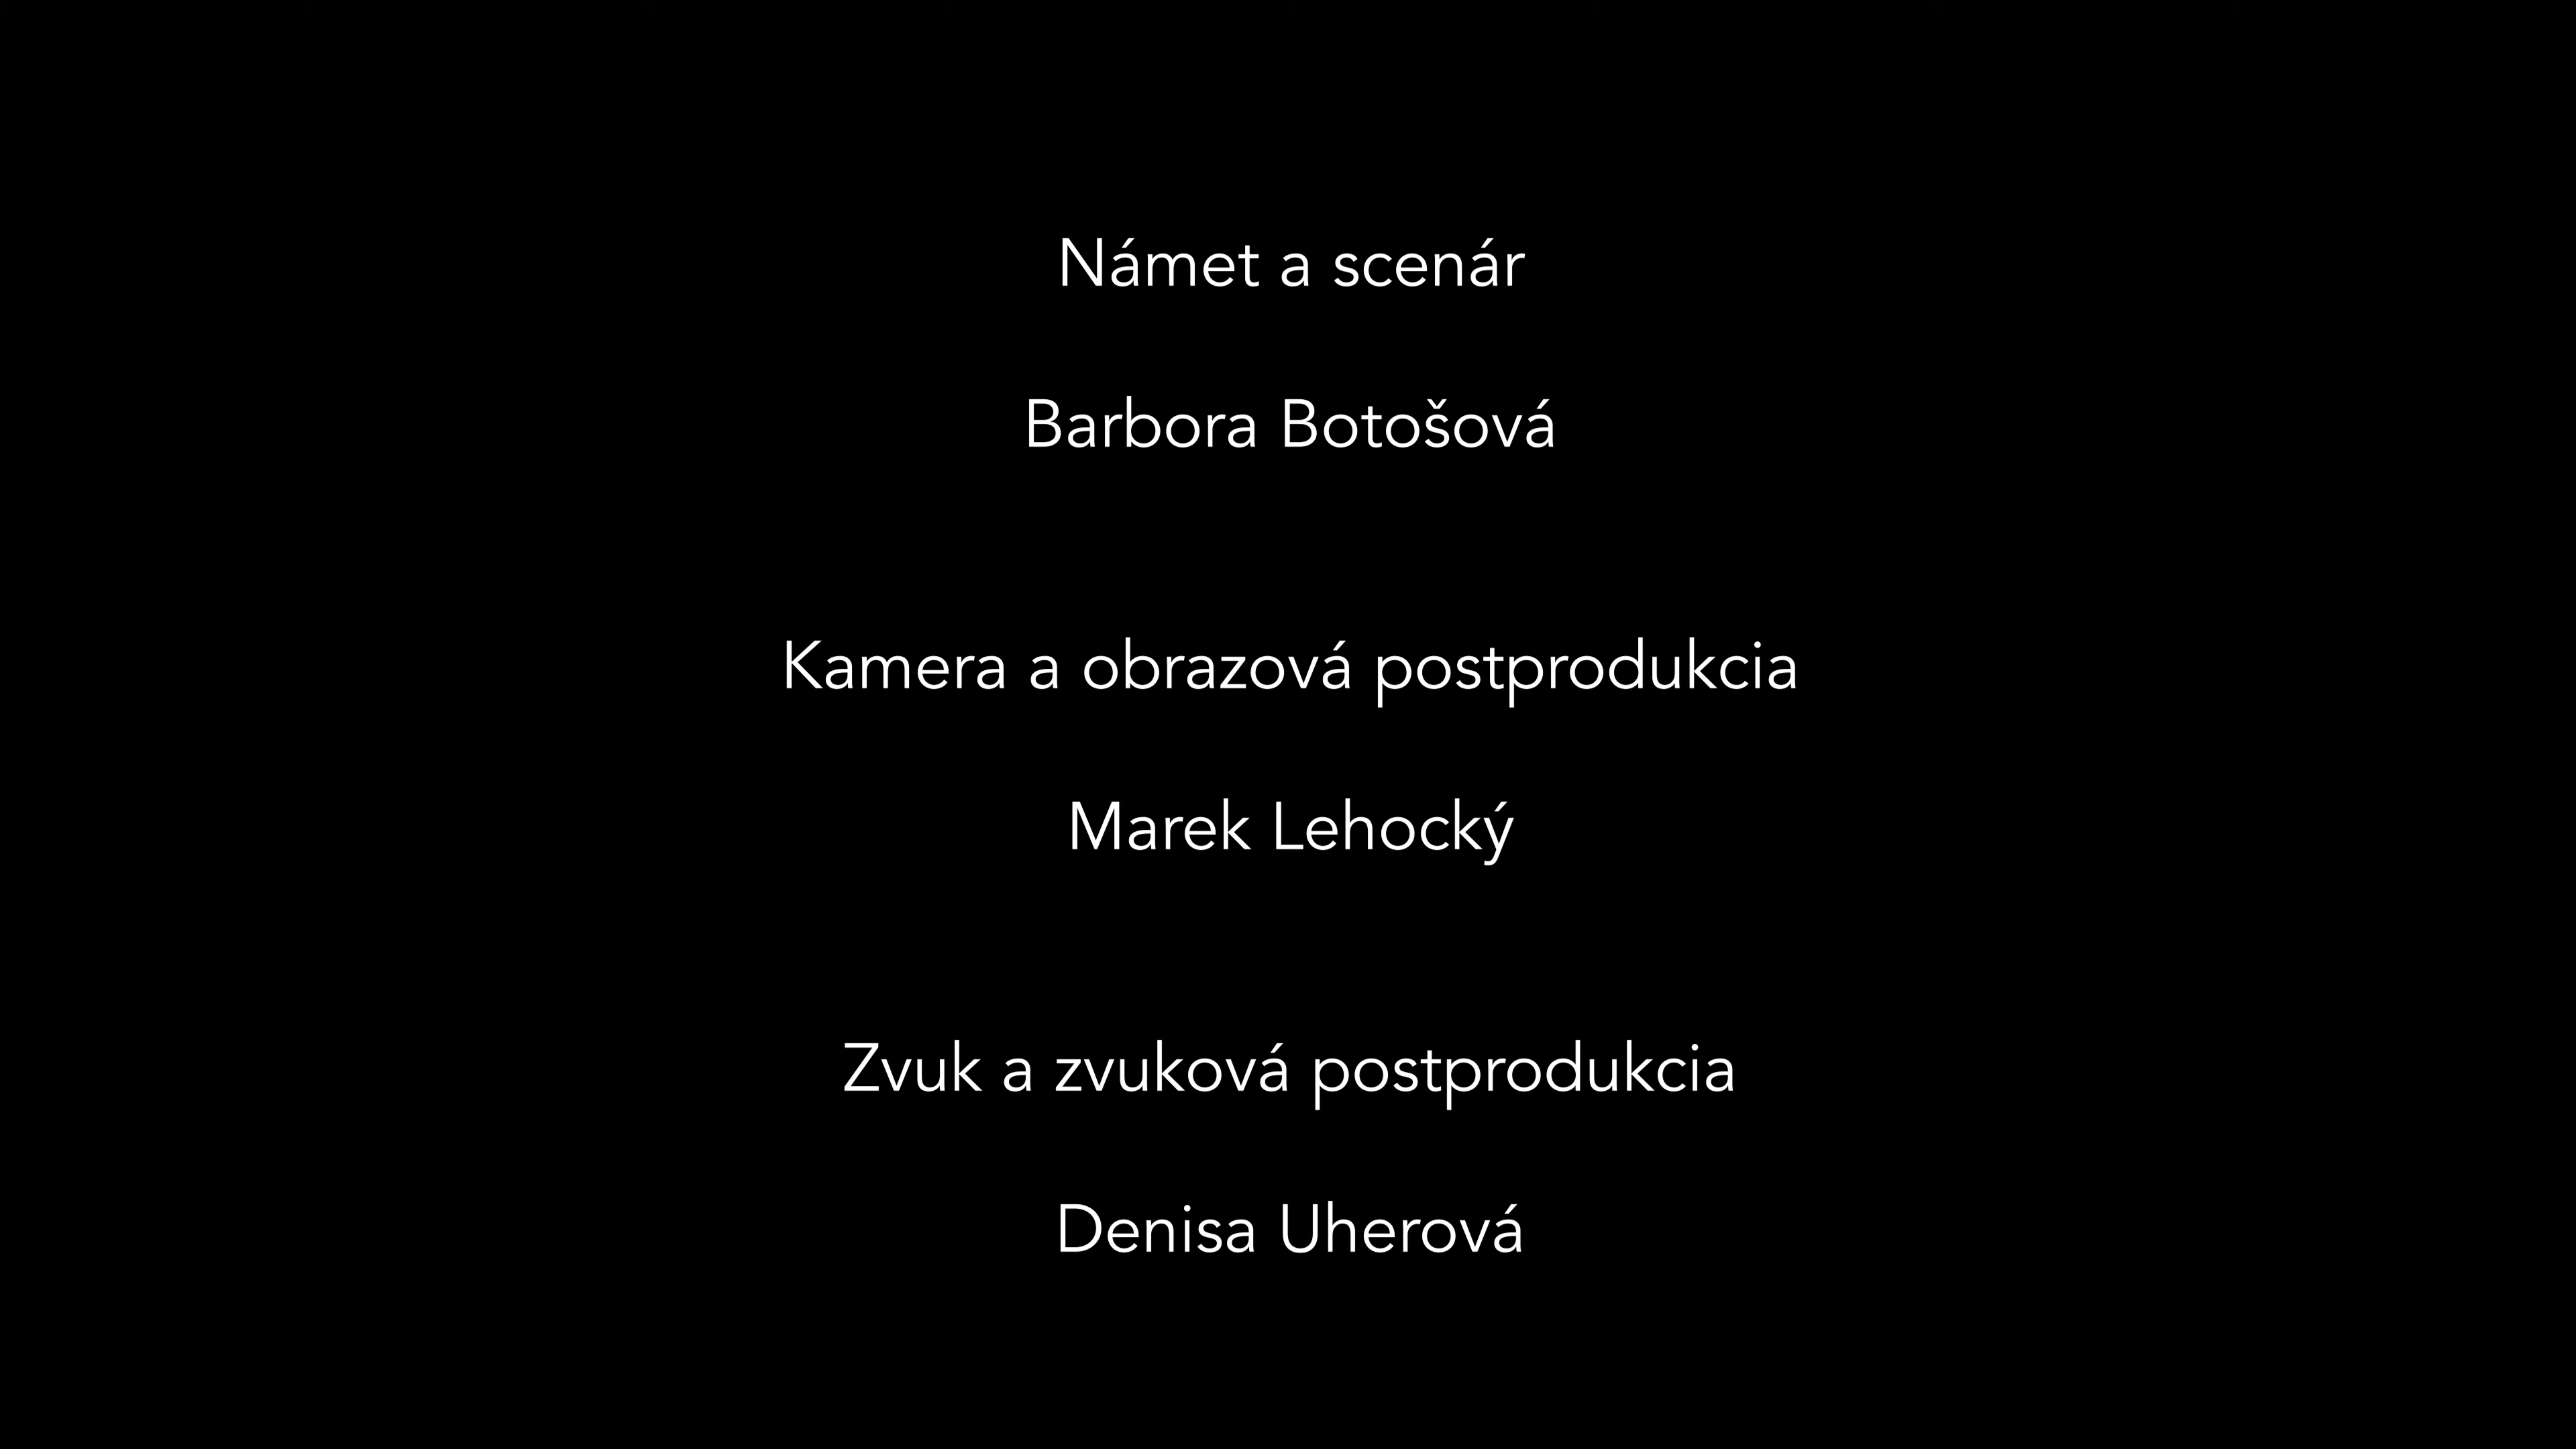 Námet a scenár
Barbora Botošová
Kamera a obrazová postprodukcia
Marek Lehocký
Zvuk a zvuková postprodukcia
Denisa Uherová